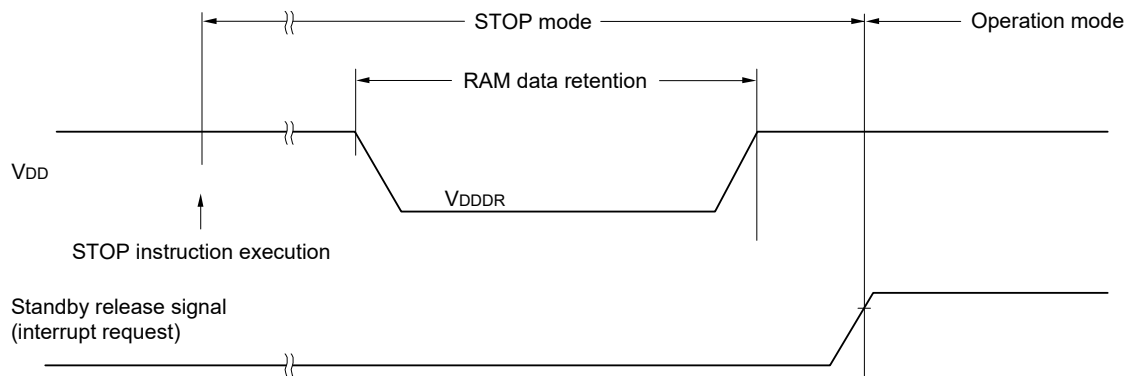 STOP mode
Operation mode
RAM data retention
VDD
VDDDR
STOP instruction execution
Standby release signal
(interrupt request)